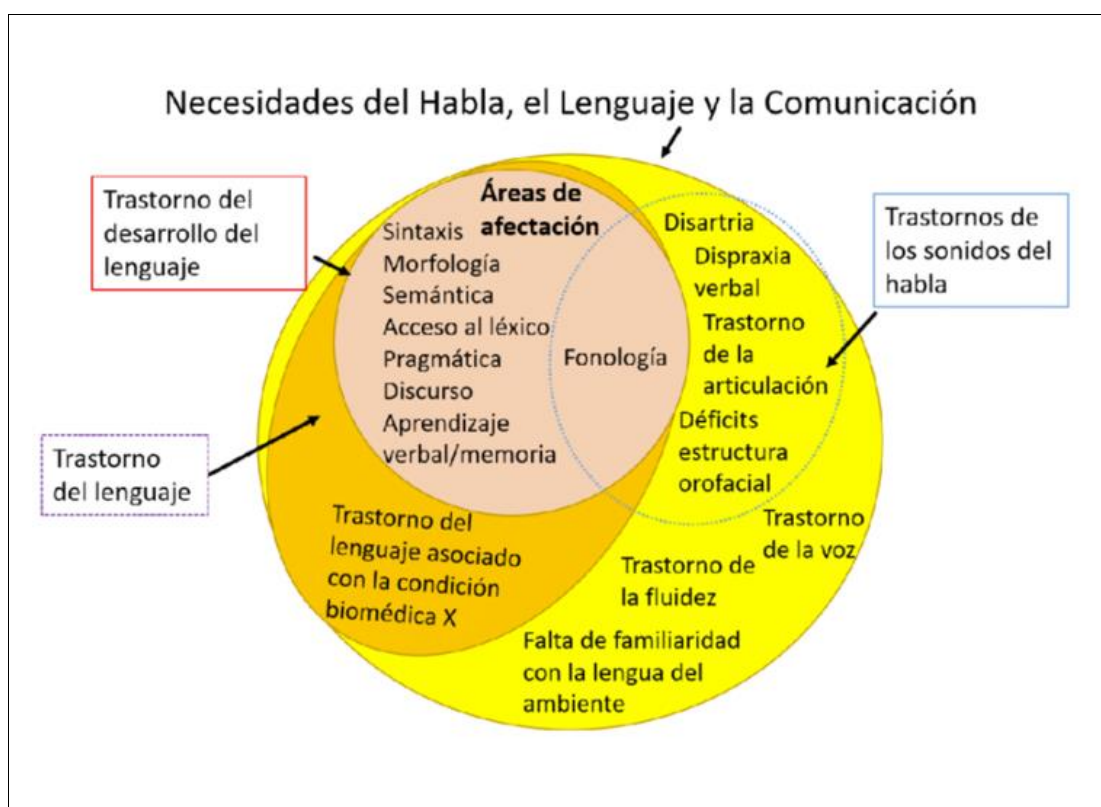 Necesidades del Habla, el Lenguaje y la Comunicación
Trastorno del
desarrollo del
lenguaje
Áreas de
afectación
Sintaxis
Morfología
Semántica
Acceso al léxico
Pragmática
Discurso
Aprendizaje
verbal/memoria
Fonología
Disartria
Dispraxia
verbal
Trastorno
de la
articulación
Déficits
estructura
orofacial
Trastornos de
los sonidos del
habla
Trastorno
del lenguaje
Trastorno del
lenguaje asociado
con la condición
biomédica X
Trastorno
de la voz
Trastorno de
la fluidez
Falta de familiaridad
con la lengua del
ambiente